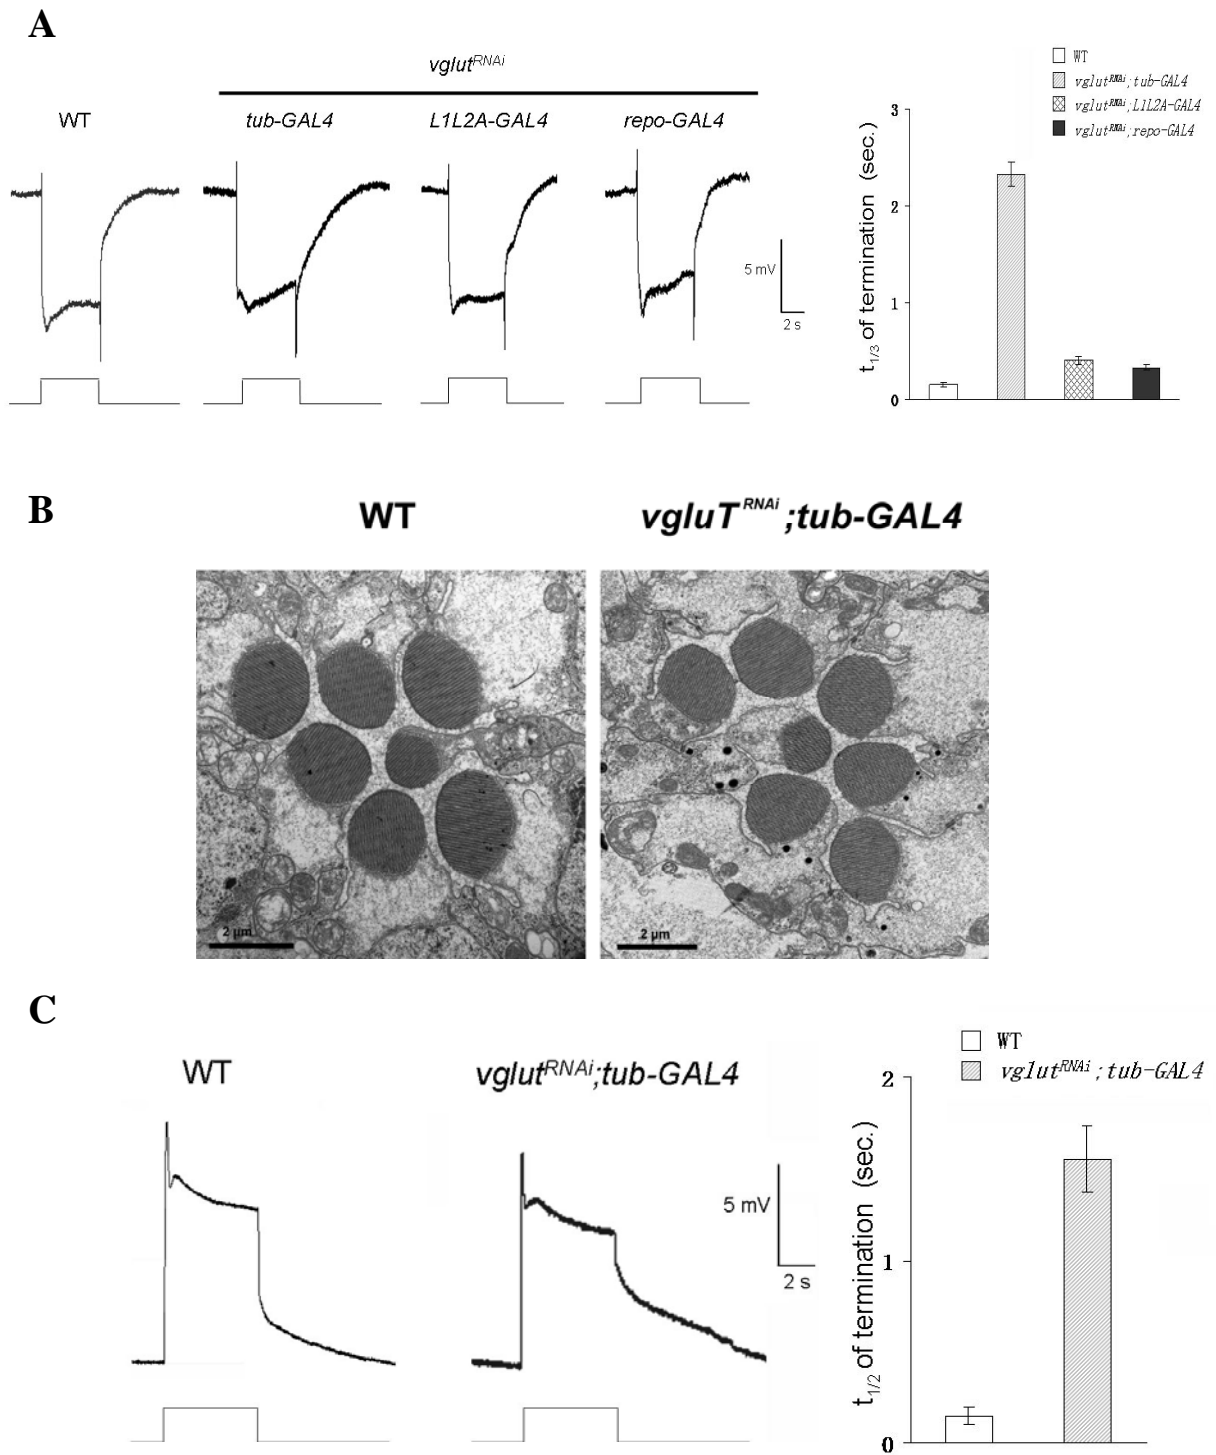 A
vglut^RNAi
WT
tub-GAL4
L1L2A-GAL4
repo-GAL4
5 mV
2 s
WT
vglut^RNAi;tub-GAL4
vglut^RNAi;L1L2A-GAL4
vglut^RNAi;repo-GAL4
t_1/3 of termination (sec.)
3
2
1
0
B
WT
vgluT^RNAi;tub-GAL4
2 µm
2 µm
C
WT
vglut^RNAi;tub-GAL4
5 mV
2 s
WT
vglut^RNAi;tub-GAL4
t_1/2 of termination (sec.)
2
1
0